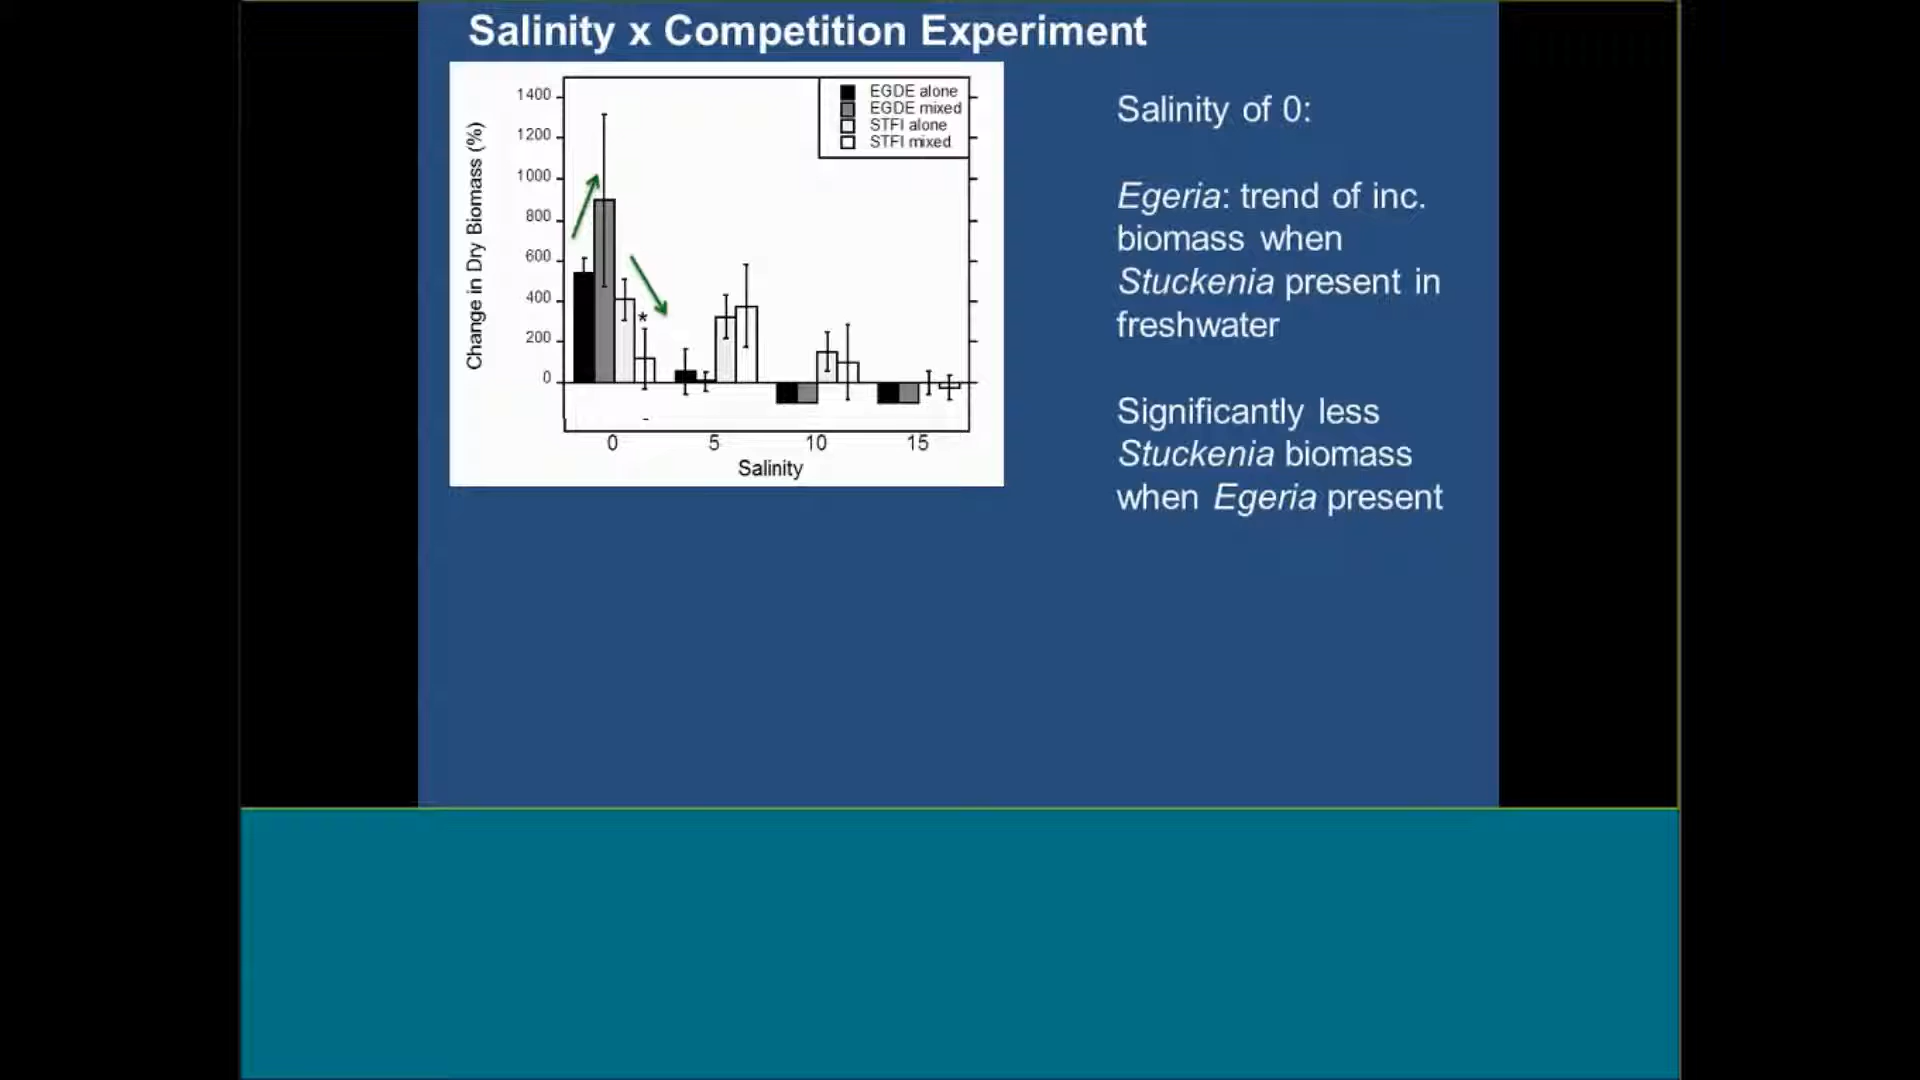 Salinity x Competition Experiment
Change in Dry Biomass (%)
1400
1200
1000
800
600
400
200
0
EGDE alone
EGDE mixed
STFI alone
STFI mixed
*
0 5 10 15
Salinity
Salinity of 0:
Egeria: trend of inc.
biomass when
Stuckenia present in
freshwater
Significantly less
Stuckenia biomass
when Egeria present